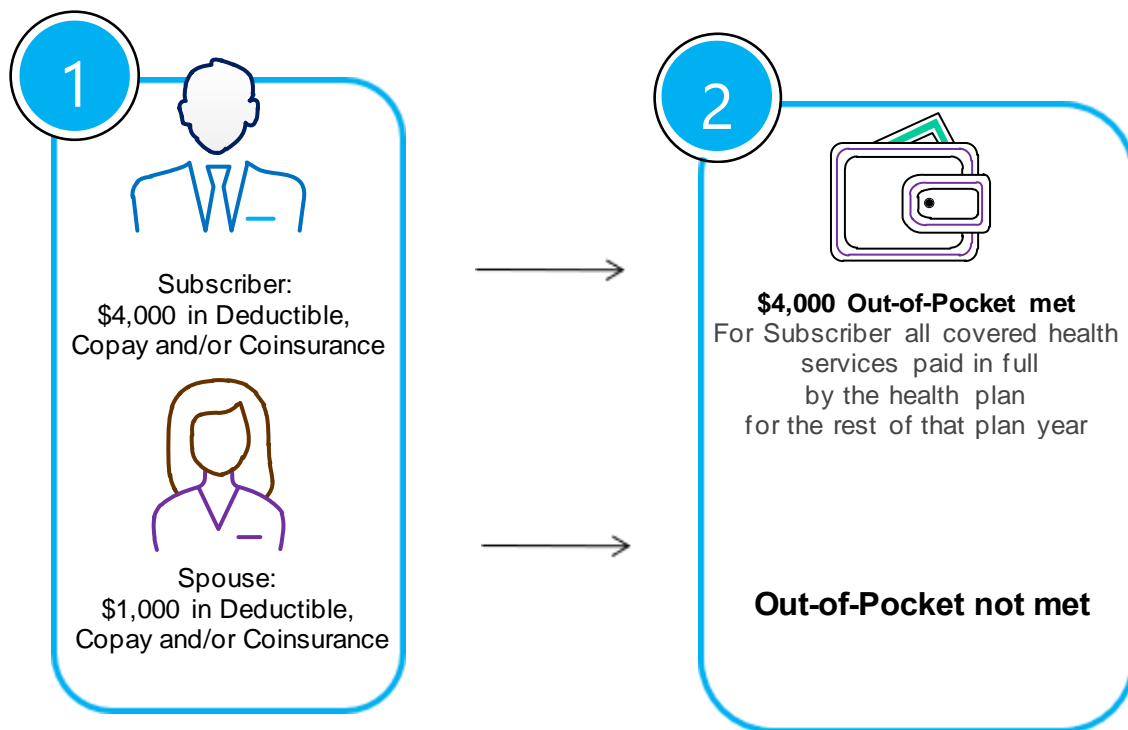 1
Subscriber:
$4,000 in Deductible,
Copay and/or Coinsurance
Spouse:
$1,000 in Deductible,
Copay and/or Coinsurance
2
$4,000 Out-of-Pocket met
For Subscriber all covered health
services paid in full
by the health plan
for the rest of that plan year
Out-of-Pocket not met